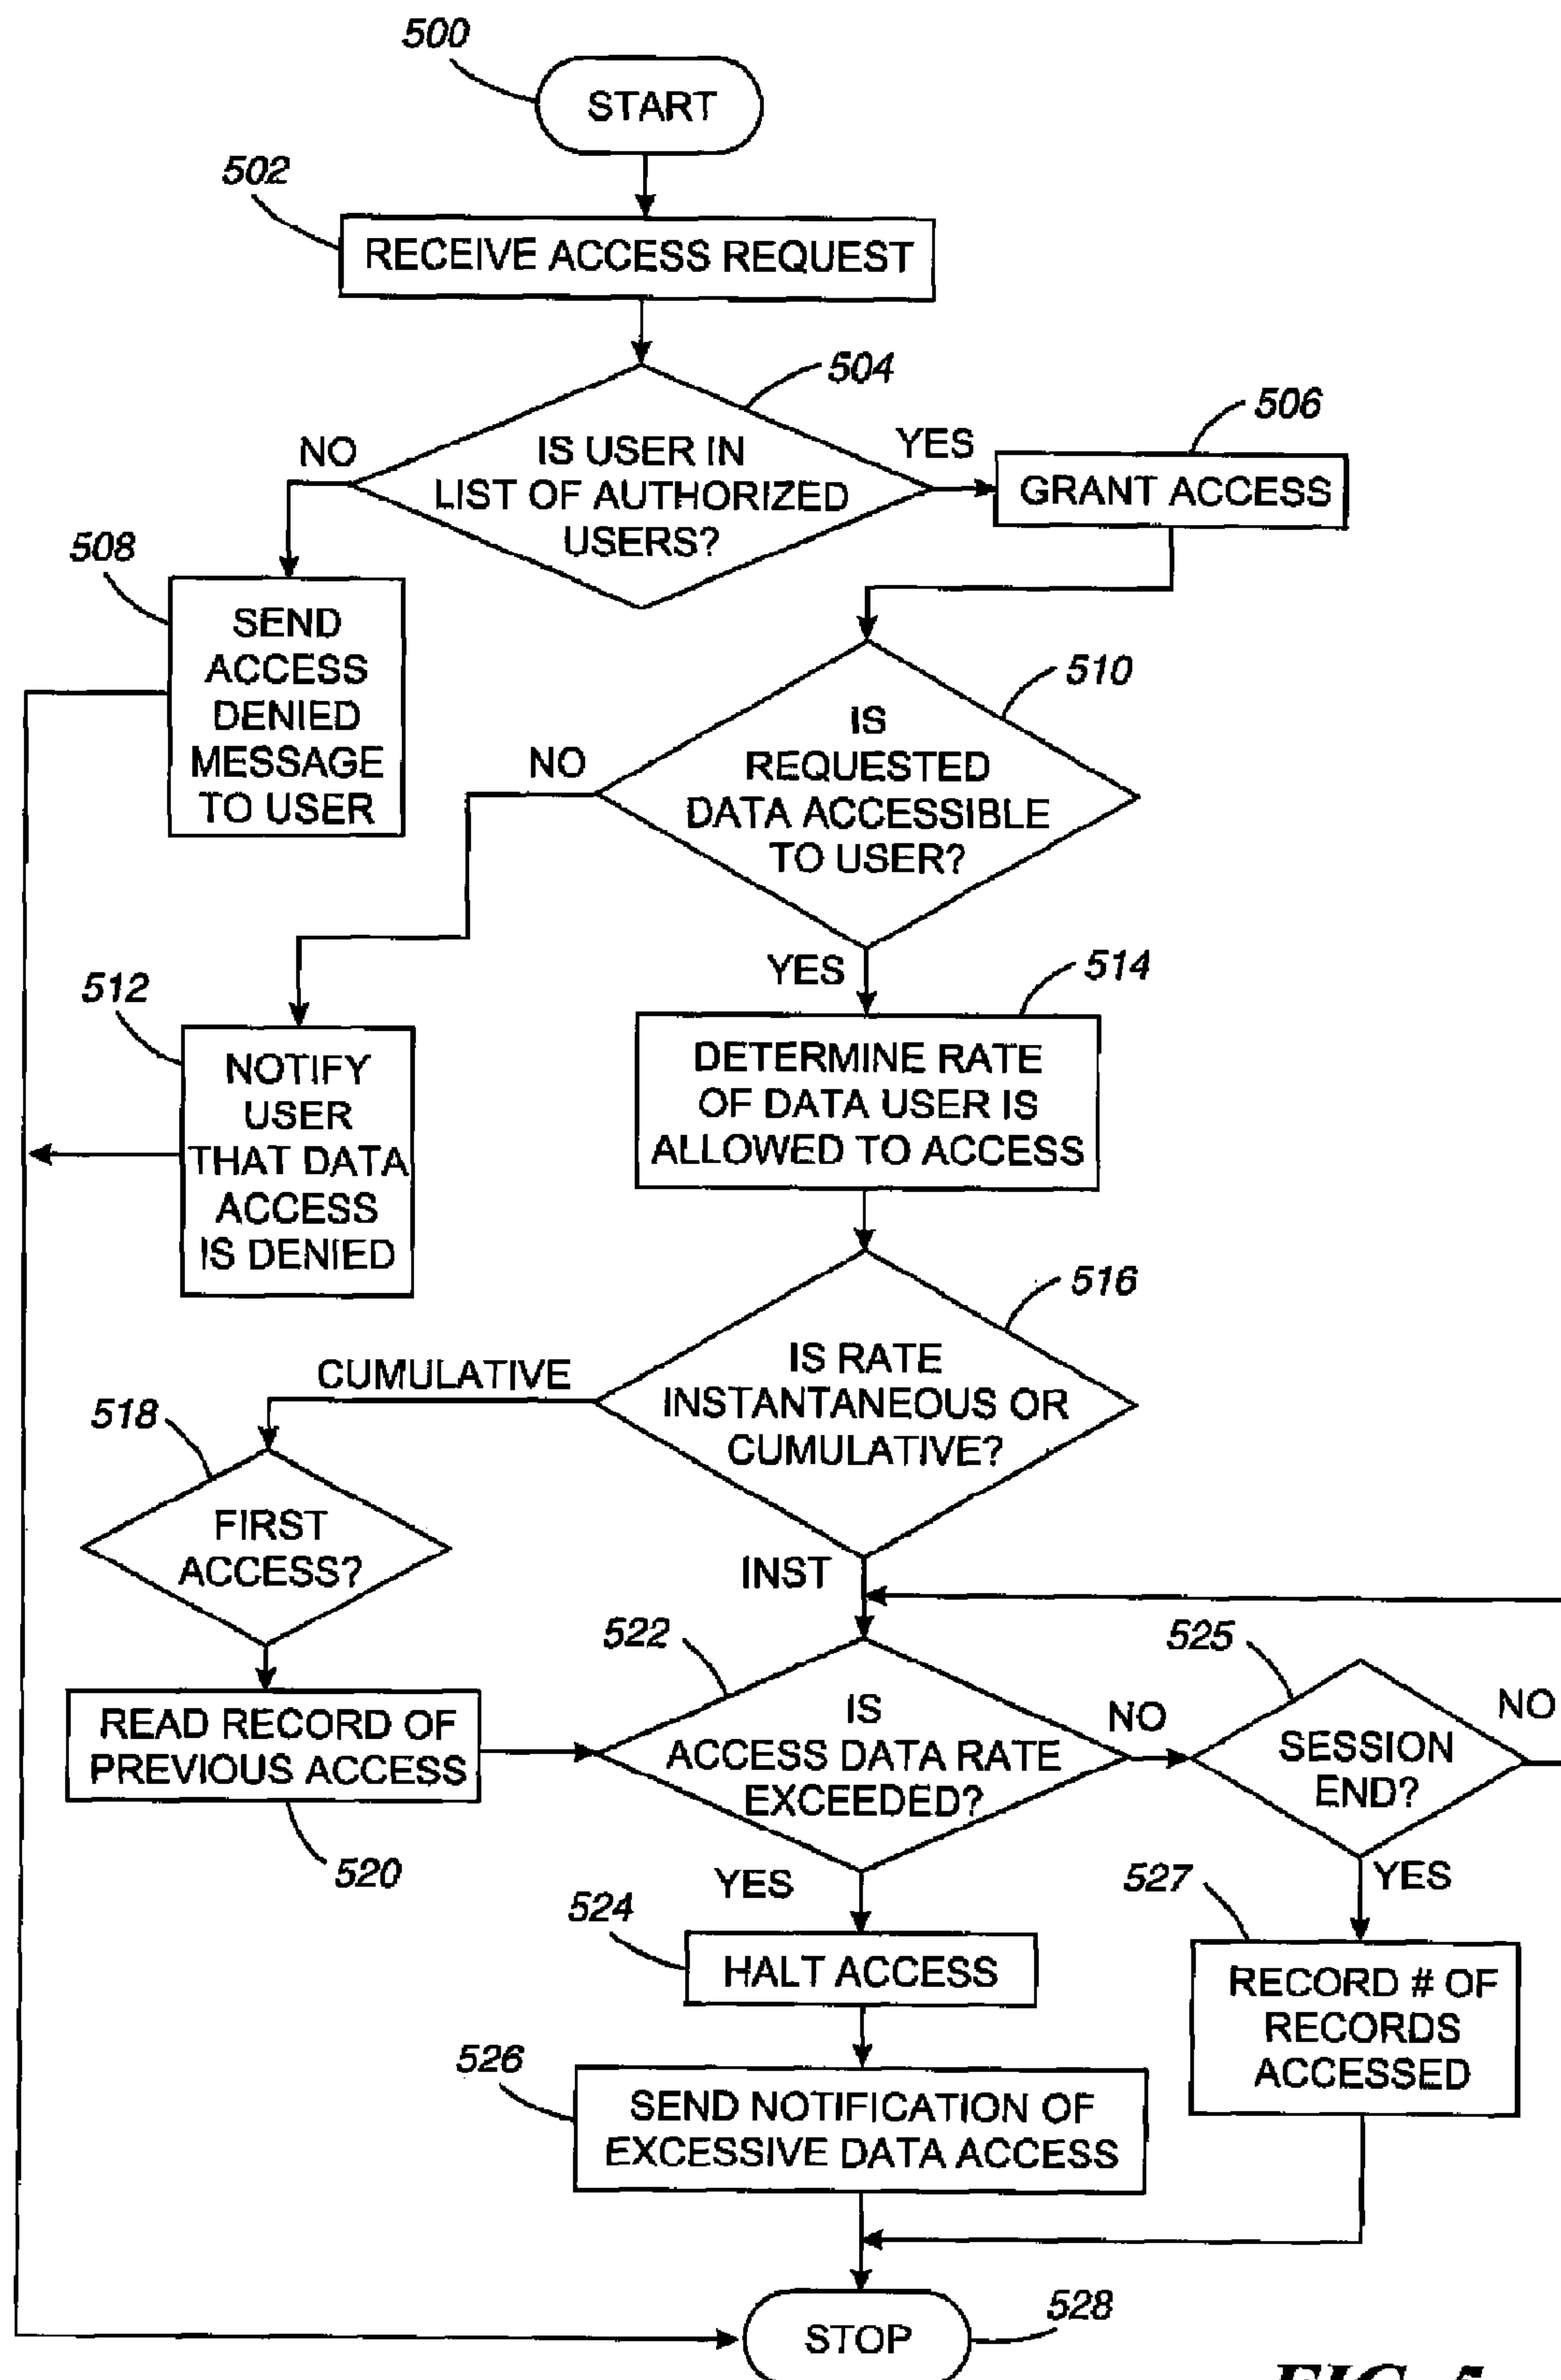 500
START
502
RECEIVE ACCESS REQUEST
504
IS USER IN
LIST OF AUTHORIZED
USERS?
NO
YES
506
GRANT ACCESS
508
SEND
ACCESS
DENIED
MESSAGE
TO USER
510
IS
REQUESTED
DATA ACCESSIBLE
TO USER?
NO
YES
512
NOTIFY
USER
THAT DATA
ACCESS
IS DENIED
514
DETERMINE RATE
OF DATA USER IS
ALLOWED TO ACCESS
516
IS RATE
INSTANTANEOUS OR
CUMULATIVE?
CUMULATIVE
INST
518
FIRST
ACCESS?
READ RECORD OF
PREVIOUS ACCESS
520
522
IS
ACCESS DATA RATE
EXCEEDED?
NO
YES
525
SESSION
END?
NO
YES
524
HALT ACCESS
527
RECORD # OF
RECORDS
ACCESSED
526
SEND NOTIFICATION OF
EXCESSIVE DATA ACCESS
STOP
528